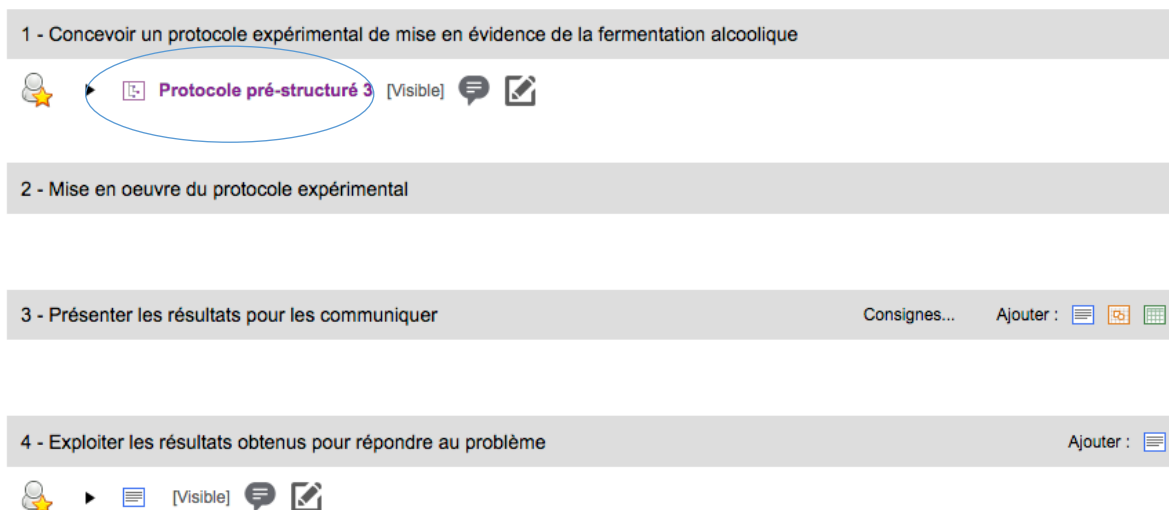 1 - Concevoir un protocole expérimental de mise en évidence de la fermentation alcoolique
Protocole pré-structuré 3 [Visible]
2 - Mise en oeuvre du protocole expérimental
3 - Présenter les résultats pour les communiquer Consignes... Ajouter :
4 - Exploiter les résultats obtenus pour répondre au problème Ajouter :
[Visible]